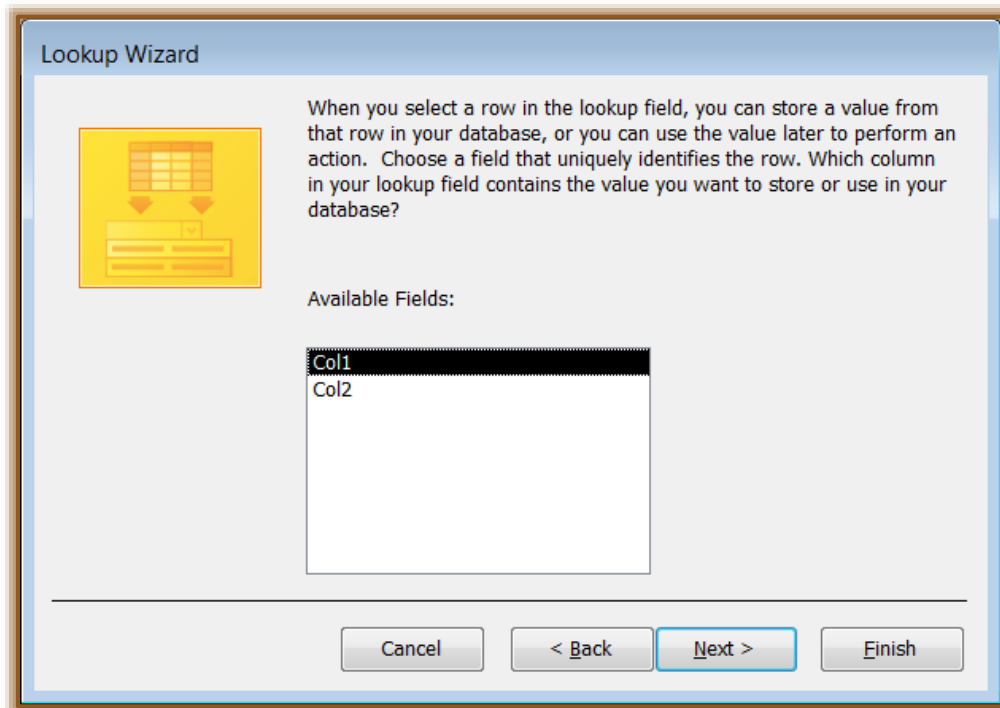 Lookup Wizard
When you select a row in the lookup field, you can store a value from
that row in your database, or you can use the value later to perform an
action.  Choose a field that uniquely identifies the row. Which column
in your lookup field contains the value you want to store or use in your
database?
Available Fields:
Col1
Col2
Cancel
< Back
Next >
Finish